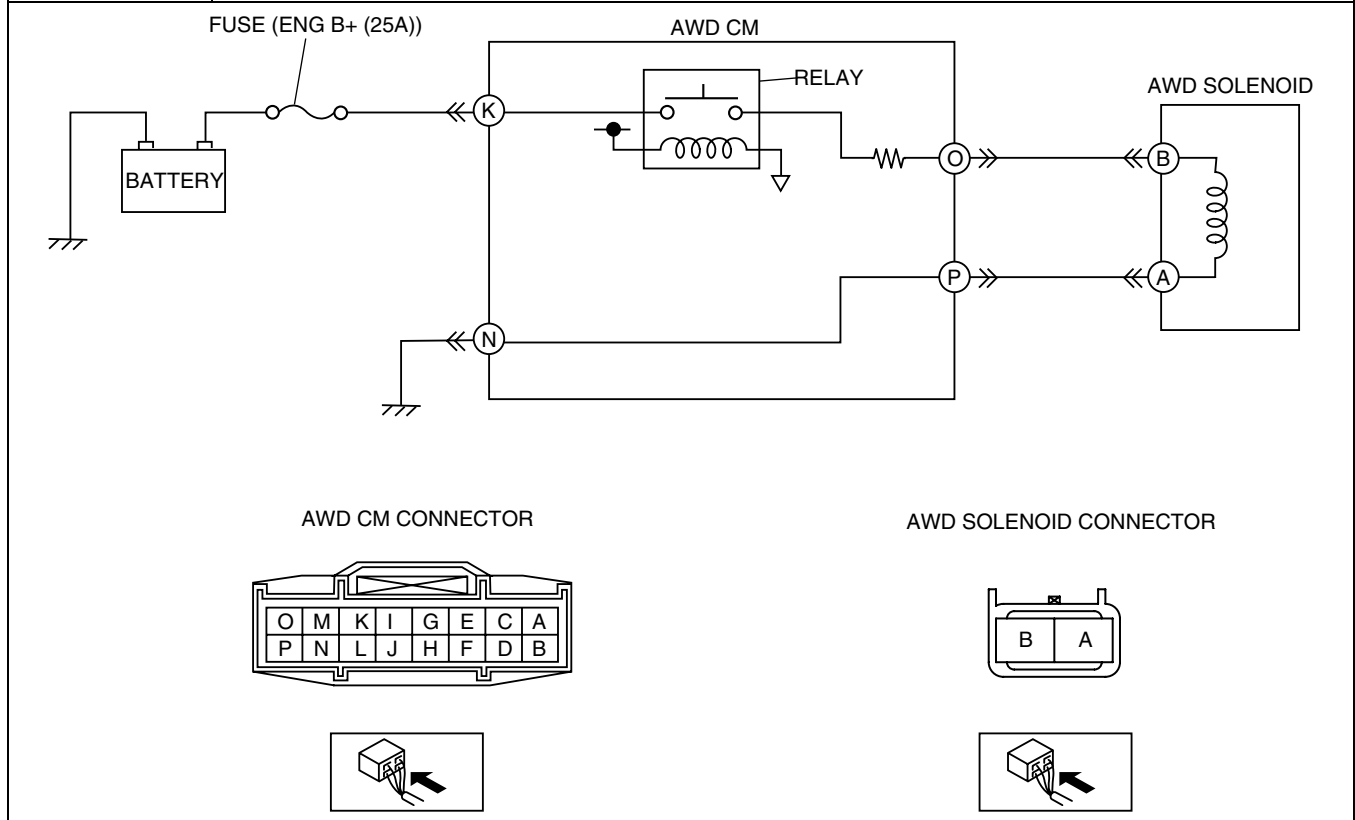 FUSE (ENG B+ (25A))
AWD CM
RELAY
AWD SOLENOID
K
O
B
BATTERY
P
A
N
AWD CM CONNECTOR
AWD SOLENOID CONNECTOR
O M K I G E C A
P N L J H F D B
B A